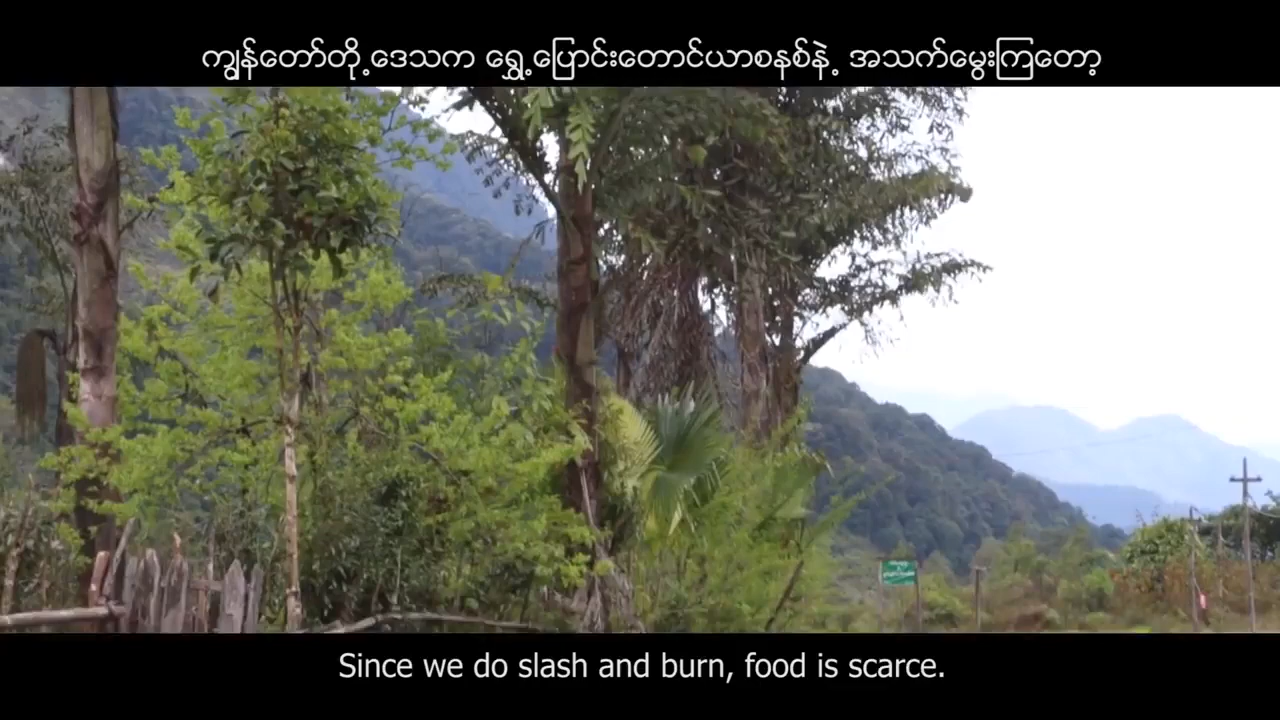 ကျွန်တော်တို့ဒေသက ရွှေ့ပြောင်းတောင်ယာစနစ်နဲ့ အသက်မွေးကြတော့
Since we do slash and burn, food is scarce.